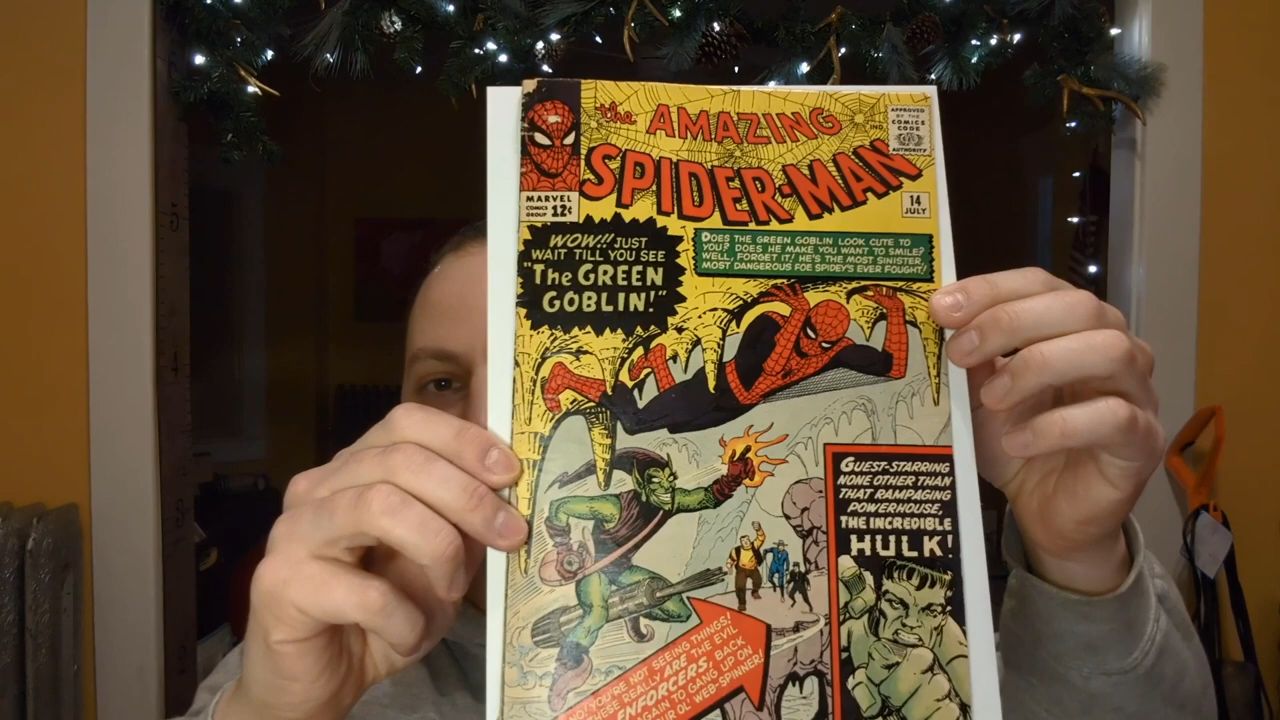 the AMAZING
SPIDER-MAN
IND.
APPROVED
BY THE
COMICS
CODE
AUTHORITY
MARVEL
COMICS
GROUP 12¢
14
JULY
WOW!! JUST
WAIT TILL YOU SEE
"The GREEN
GOBLIN!"
DOES THE GREEN GOBLIN LOOK CUTE TO
YOU? DOES HE MAKE YOU WANT TO SMILE?
WELL, FORGET IT! HE'S THE MOST SINISTER,
MOST DANGEROUS FOE SPIDEY'S EVER FOUGHT!
GUEST-STARRING
NONE OTHER THAN
THAT RAMPAGING
POWERHOUSE,
THE INCREDIBLE
HULK!
NO! YOU'RE NOT SEEING THINGS!
THESE REALLY ARE THE EVIL
ENFORCERS, BACK
AGAIN TO GANG UP ON
UR OL' WEB-SPINNER!